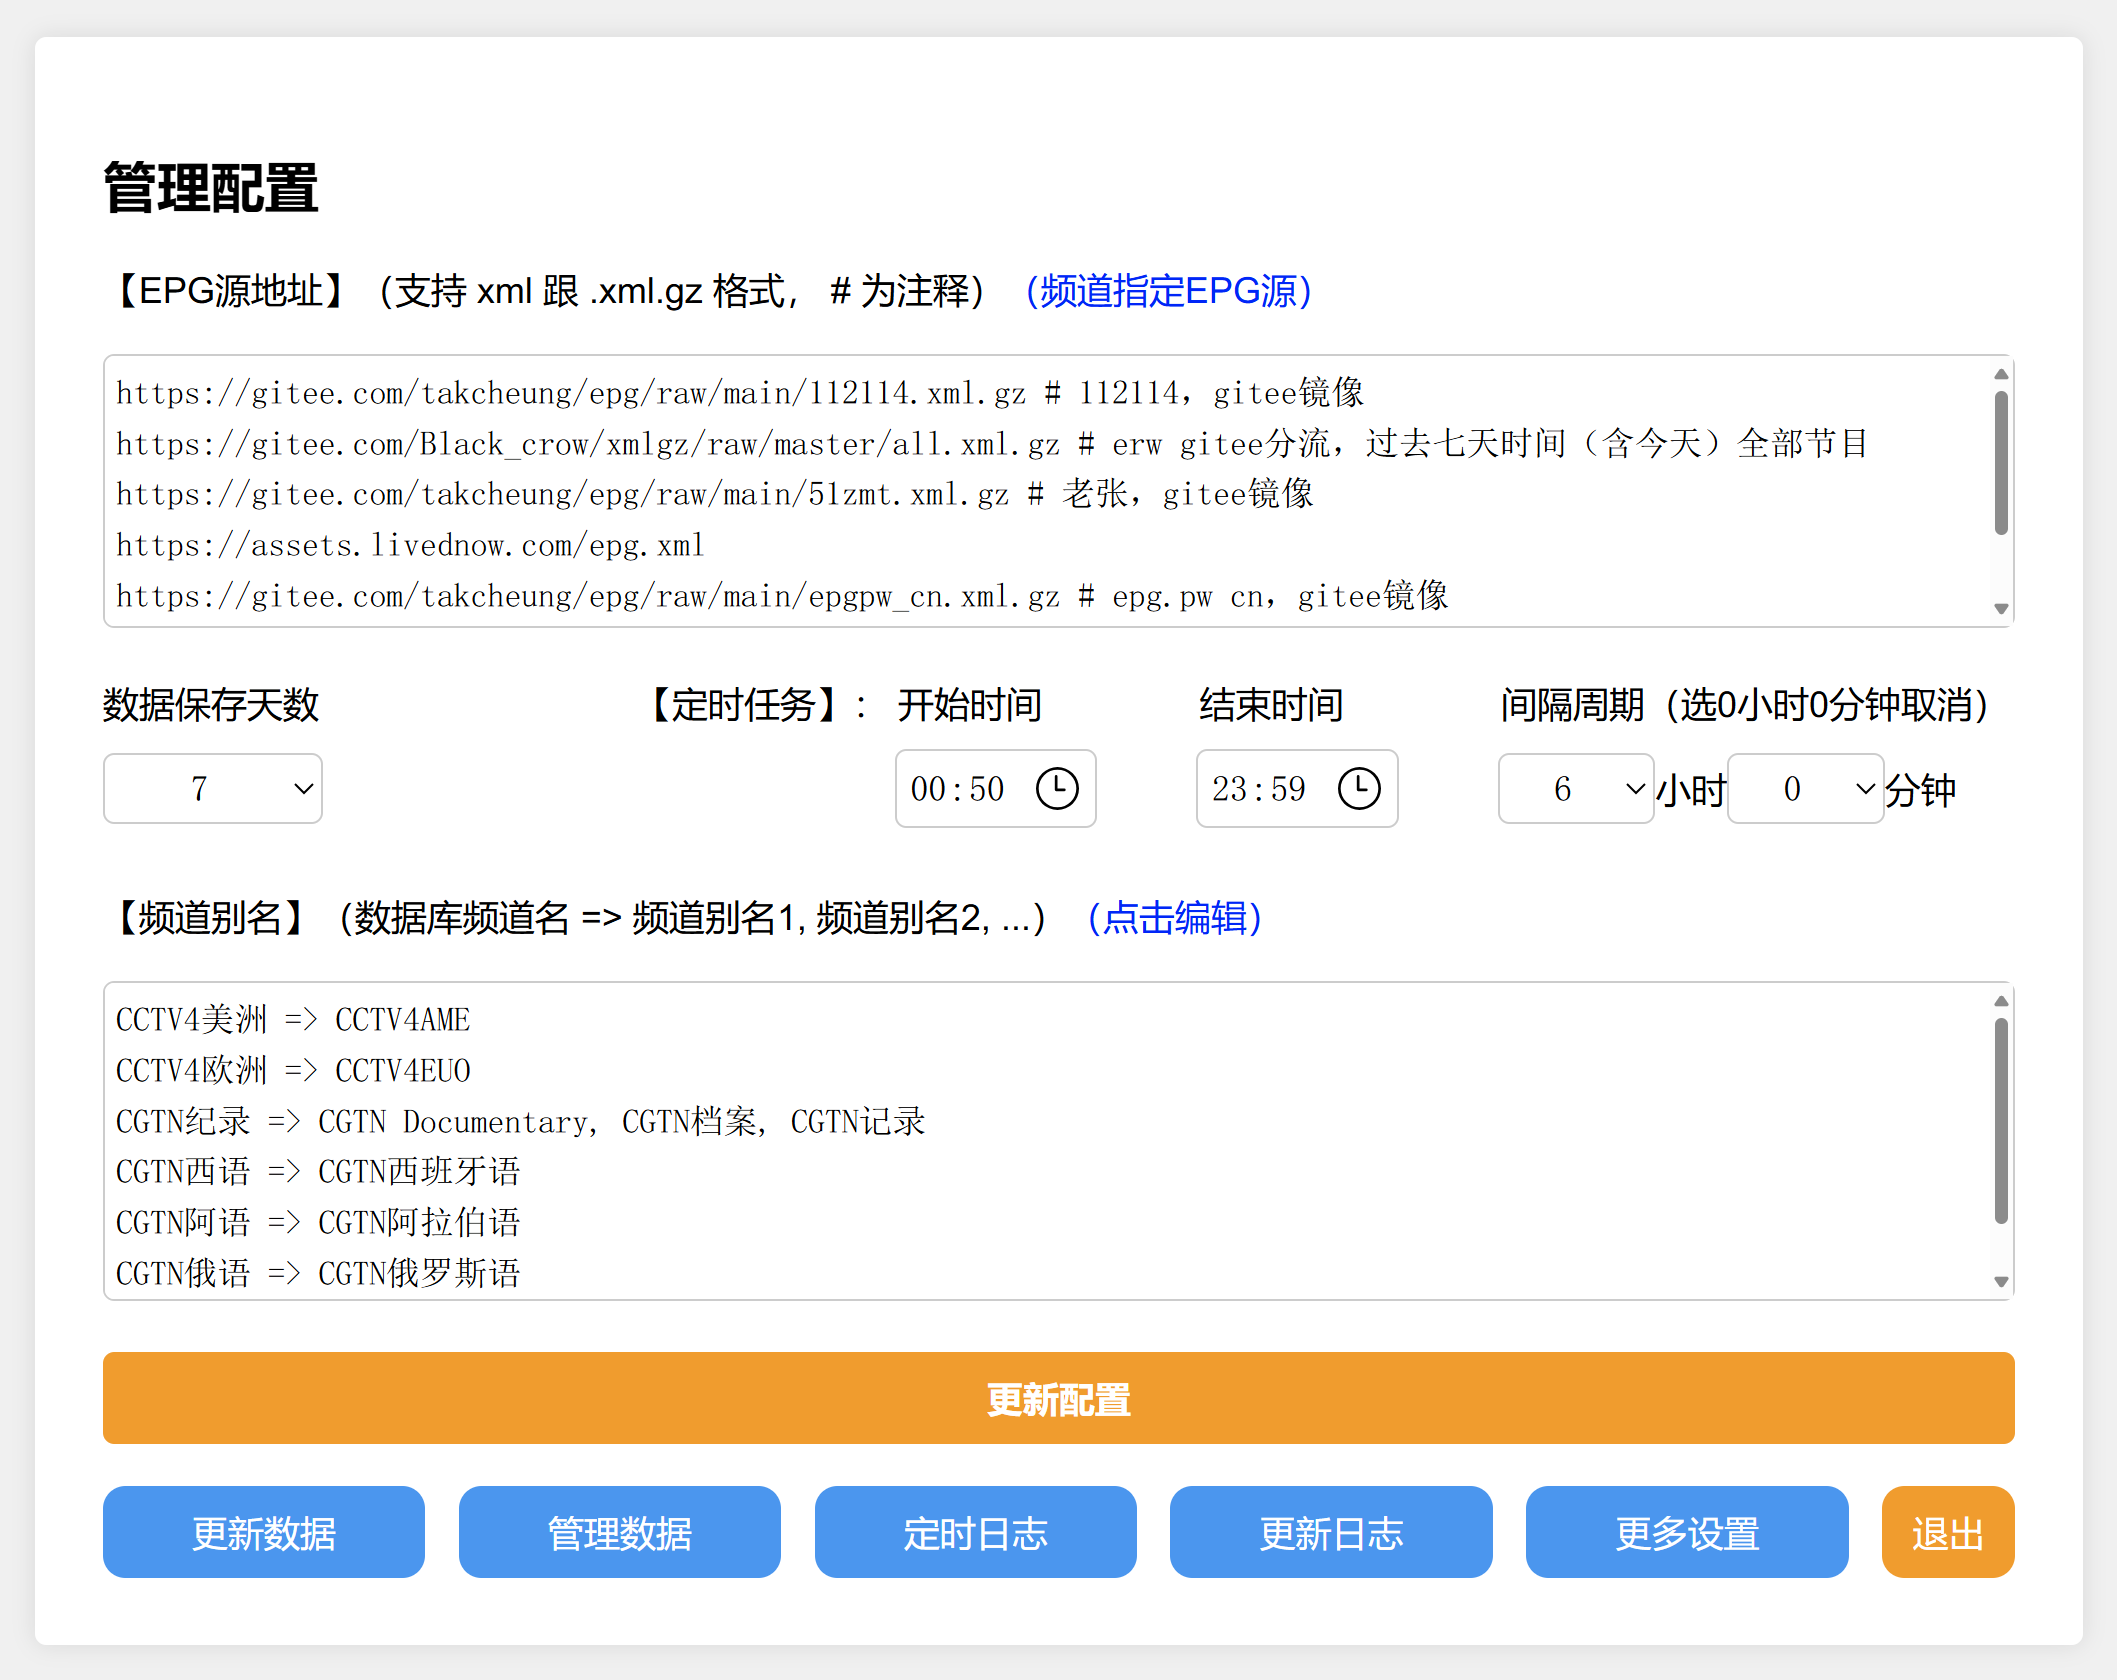 管理配置
【EPG源地址】（支持 xml 跟 .xml.gz 格式， # 为注释）（频道指定EPG源）
https://gitee.com/takcheung/epg/raw/main/112114.xml.gz # 112114，gitee镜像
https://gitee.com/Black_crow/xmlgz/raw/master/all.xml.gz # erw gitee分流，过去七天时间（含今天）全部节目
https://gitee.com/takcheung/epg/raw/main/51zmt.xml.gz # 老张，gitee镜像
https://assets.livednow.com/epg.xml
https://gitee.com/takcheung/epg/raw/main/epgpw_cn.xml.gz # epg.pw cn，gitee镜像
数据保存天数 【定时任务】： 开始时间 结束时间 间隔周期（选0小时0分钟取消）
7 00:50 23:59 6 小时 0 分钟
【频道别名】（数据库频道名 => 频道别名1, 频道别名2, ...）（点击编辑）
CCTV4美洲 => CCTV4AME
CCTV4欧洲 => CCTV4EUO
CGTN纪录 => CGTN Documentary, CGTN档案, CGTN记录
CGTN西语 => CGTN西班牙语
CGTN阿语 => CGTN阿拉伯语
CGTN俄语 => CGTN俄罗斯语
更新配置
更新数据 管理数据 定时日志 更新日志 更多设置 退出